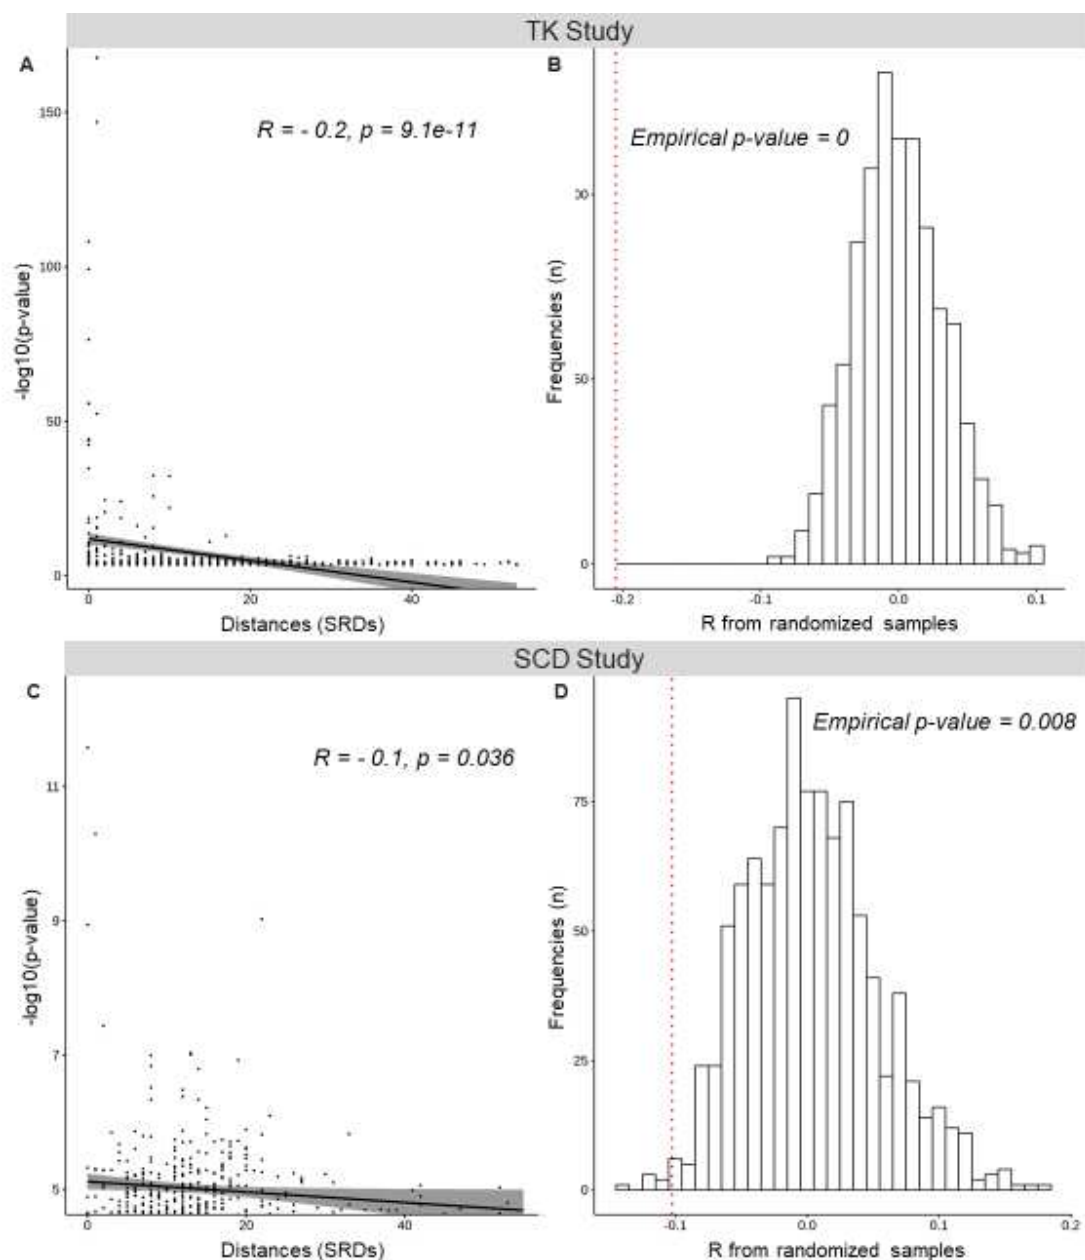 TK Study
A
150
100
50
0
-log10(p-value)
R = - 0.2, p = 9.1e-11
0
20
40
Distances (SRDs)
B
Empirical p-value = 0
00
50
0
Frequencies (n)
-0.2
-0.1
0.0
0.1
R from randomized samples
SCD Study
C
11
9
7
5
-log10(p-value)
R = - 0.1, p = 0.036
0
20
40
Distances (SRDs)
D
Empirical p-value = 0.008
75
50
25
0
Frequencies (n)
-0.1
0.0
0.1
0.2
R from randomized samples